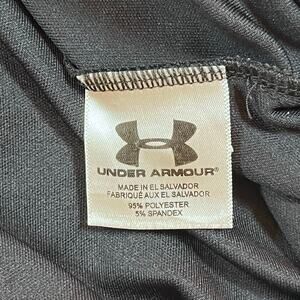 UNDER ARMOUR®
MADE IN EL SALVADOR
FABRIQUÉ AUX EL SALVADOR
95% POLYESTER
5% SPANDEX